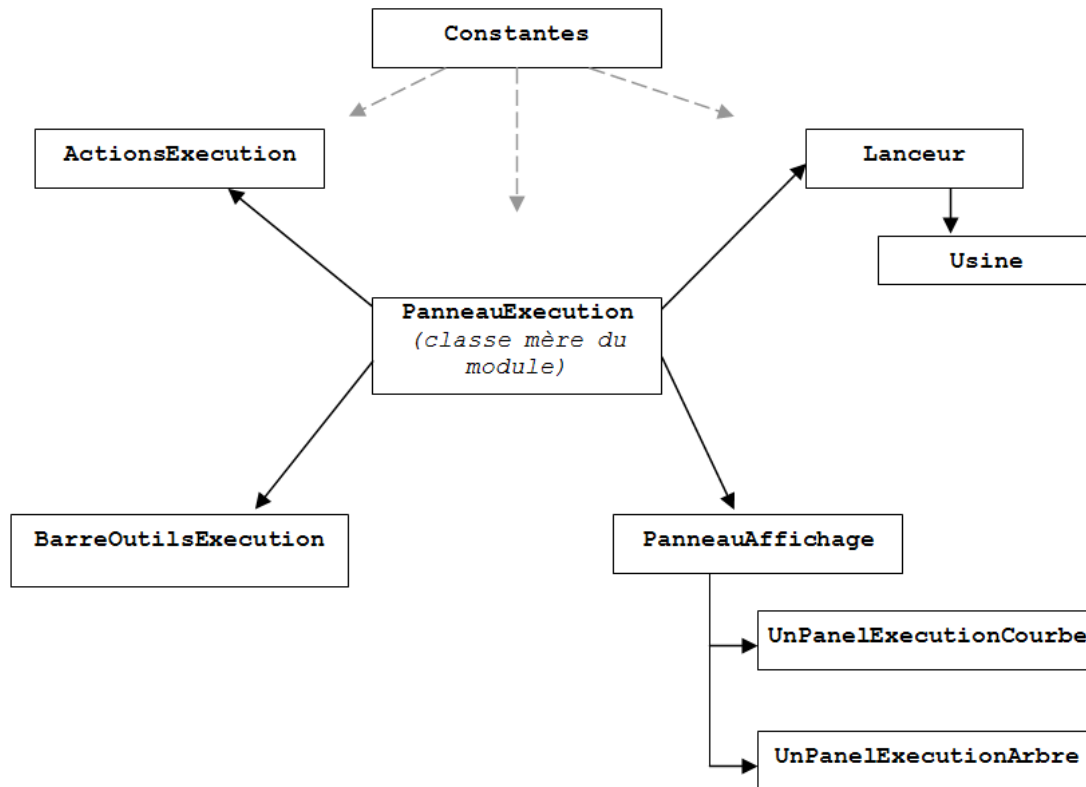 Constantes
ActionsExecution
Lanceur
Usine
PanneauExecution
(classe mère du
module)
BarreOutilsExecution
PanneauAffichage
UnPanelExecutionCourbe
UnPanelExecutionArbre